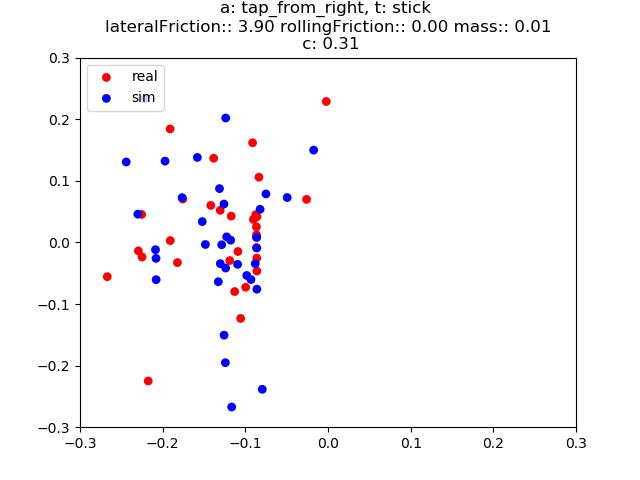 a: tap_from_right, t: stick
lateralFriction:: 3.90 rollingFriction:: 0.00 mass:: 0.01
c: 0.31
0.3
real
sim
0.2
0.1
0.0
−0.1
−0.2
−0.3
−0.3 −0.2 −0.1 0.0 0.1 0.2 0.3